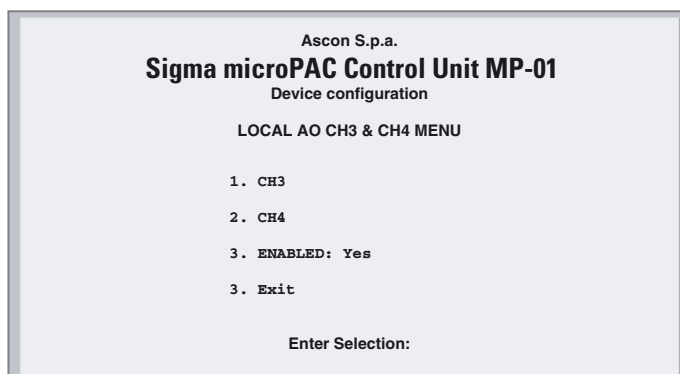 Ascon S.p.a.
Sigma microPAC Control Unit MP-01
Device configuration
LOCAL AO CH3 & CH4 MENU
1. CH3
2. CH4
3. ENABLED: Yes
3. Exit
Enter Selection: